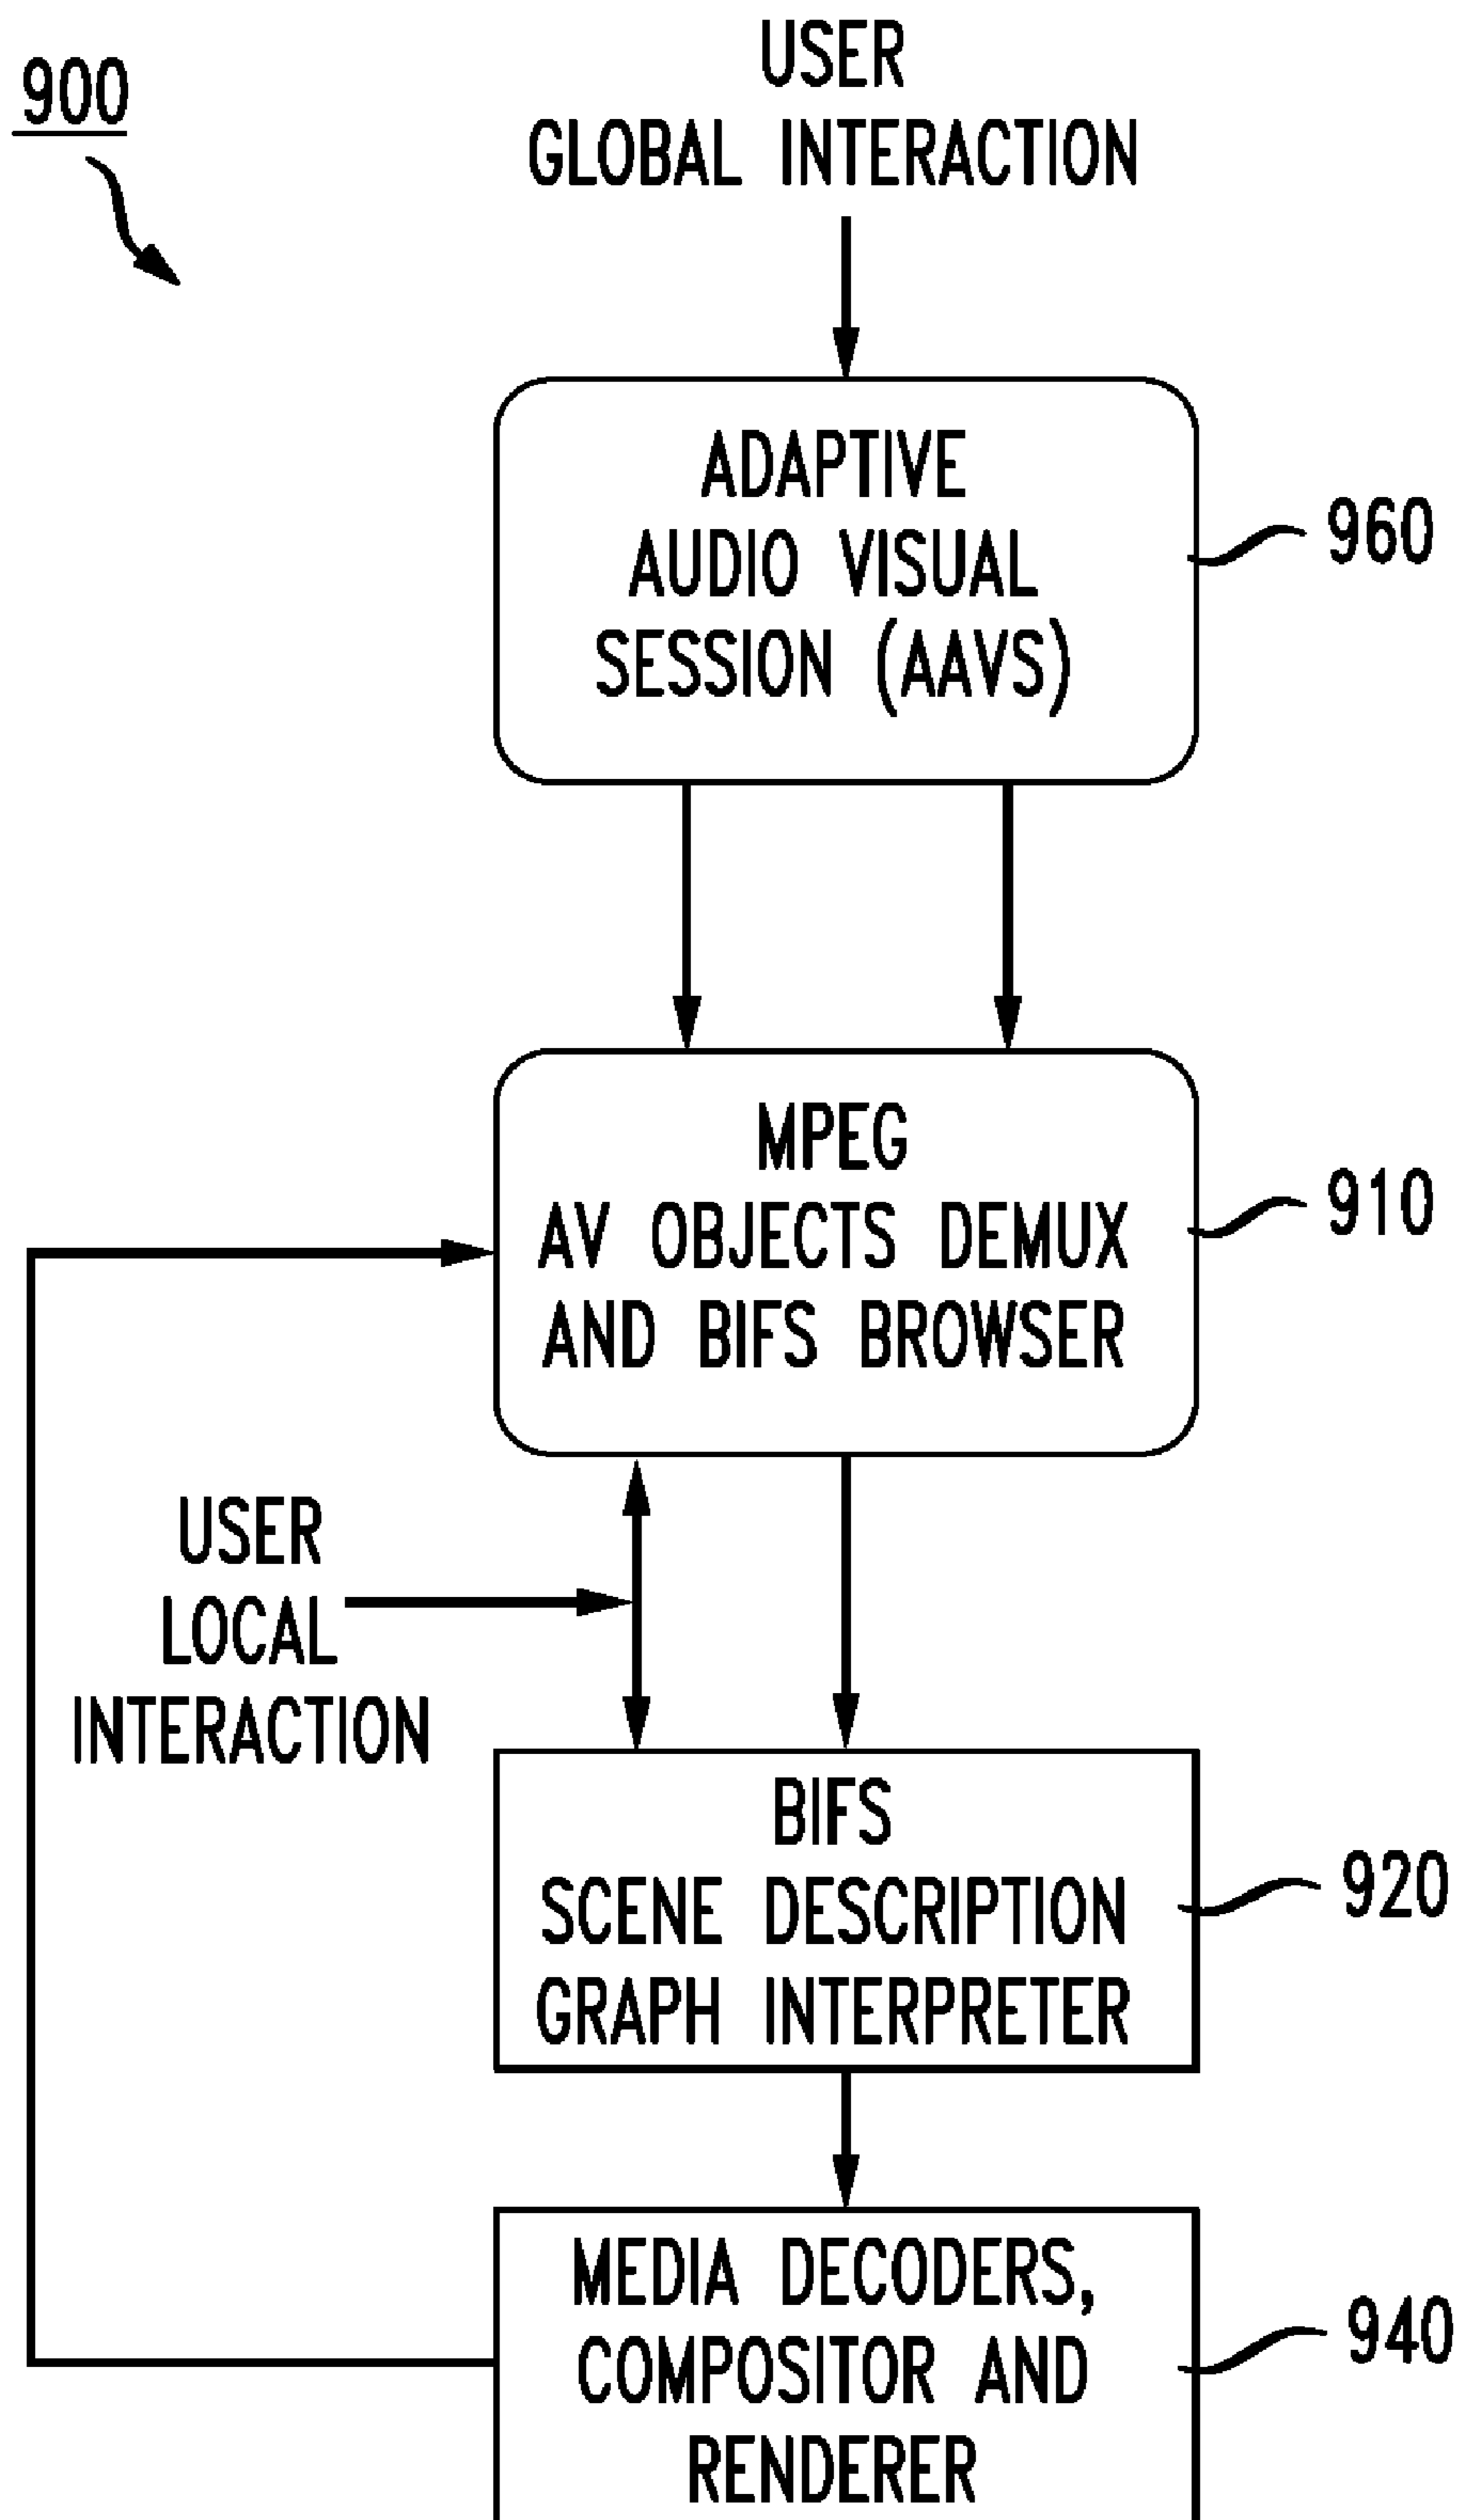 900
USER
GLOBAL INTERACTION
ADAPTIVE
AUDIO VISUAL
SESSION (AAVS)
960
MPEG
AV OBJECTS DEMUX
AND BIFS BROWSER
910
USER
LOCAL
INTERACTION
BIFS
SCENE DESCRIPTION
GRAPH INTERPRETER
920
MEDIA DECODERS,
COMPOSITOR AND
RENDERER
940